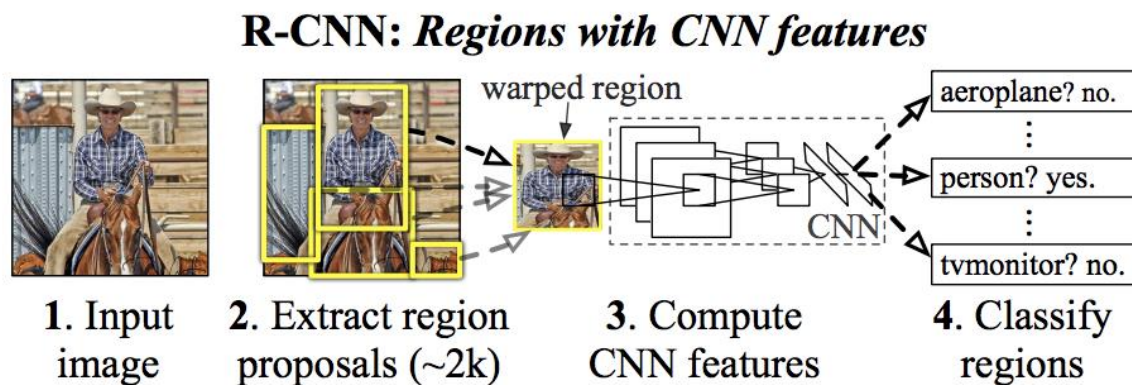 R-CNN: Regions with CNN features
warped region
aeroplane? no.
person? yes.
tvmonitor? no.
CNN
1. Input
image
2. Extract region
proposals (~2k)
3. Compute
CNN features
4. Classify
regions